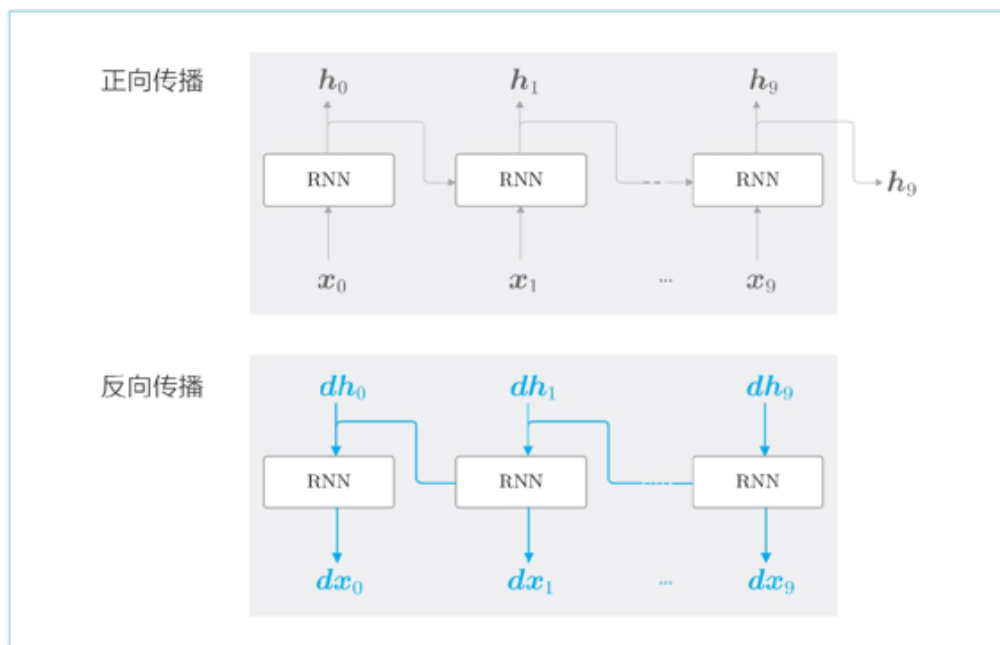 正向传播 h0 h1 h9
RNN RNN RNN h9
x0 x1 ... x9
反向传播 dh0 dh1 dh9
RNN RNN RNN
dx0 dx1 ... dx9